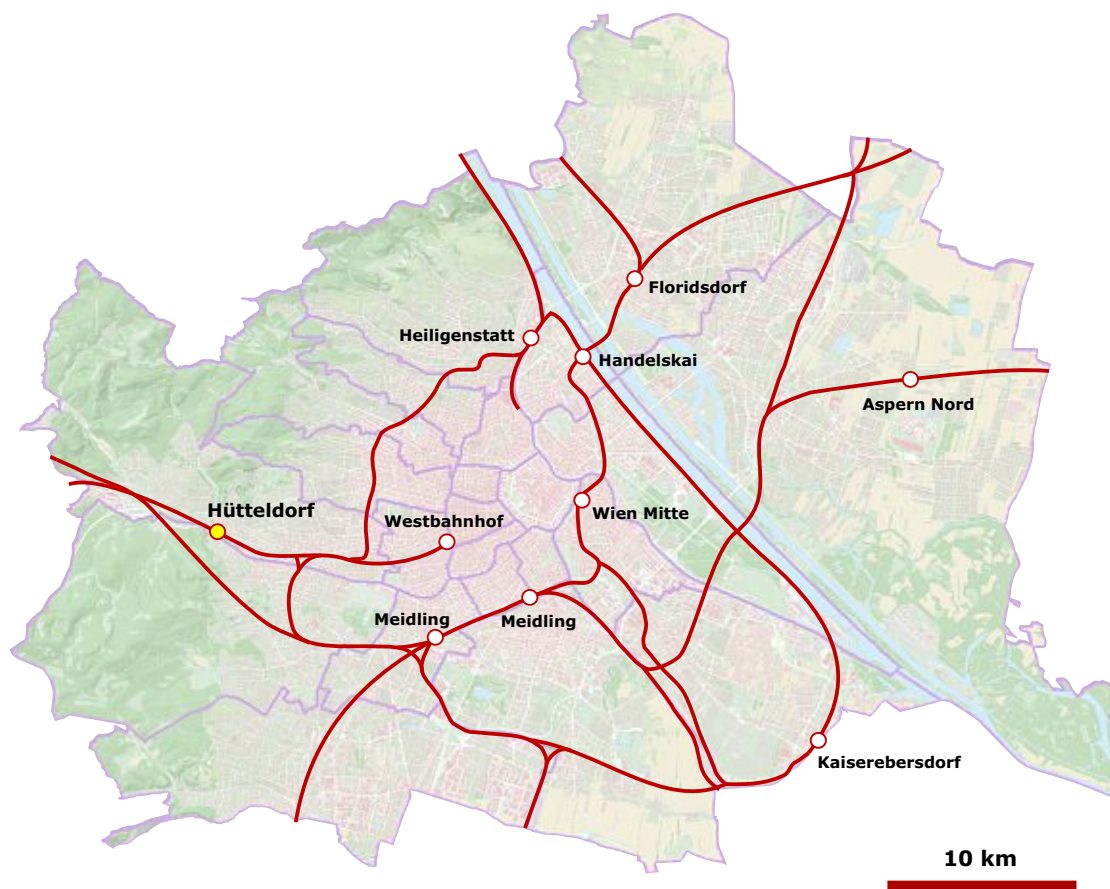 Floridsdorf
Heiligenstatt
Handelskai
Aspern Nord
Hütteldorf
Westbahnhof
Wien Mitte
Meidling
Meidling
Kaiserebersdorf
10 km